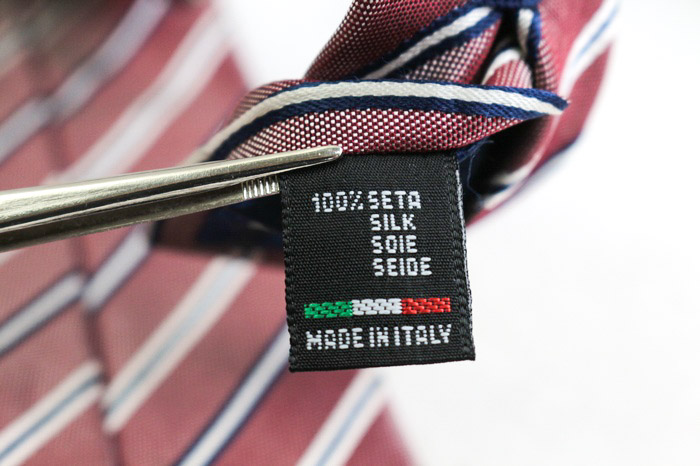 100% SETA
SILK
SOIE
SEIDE
MADE IN ITALY